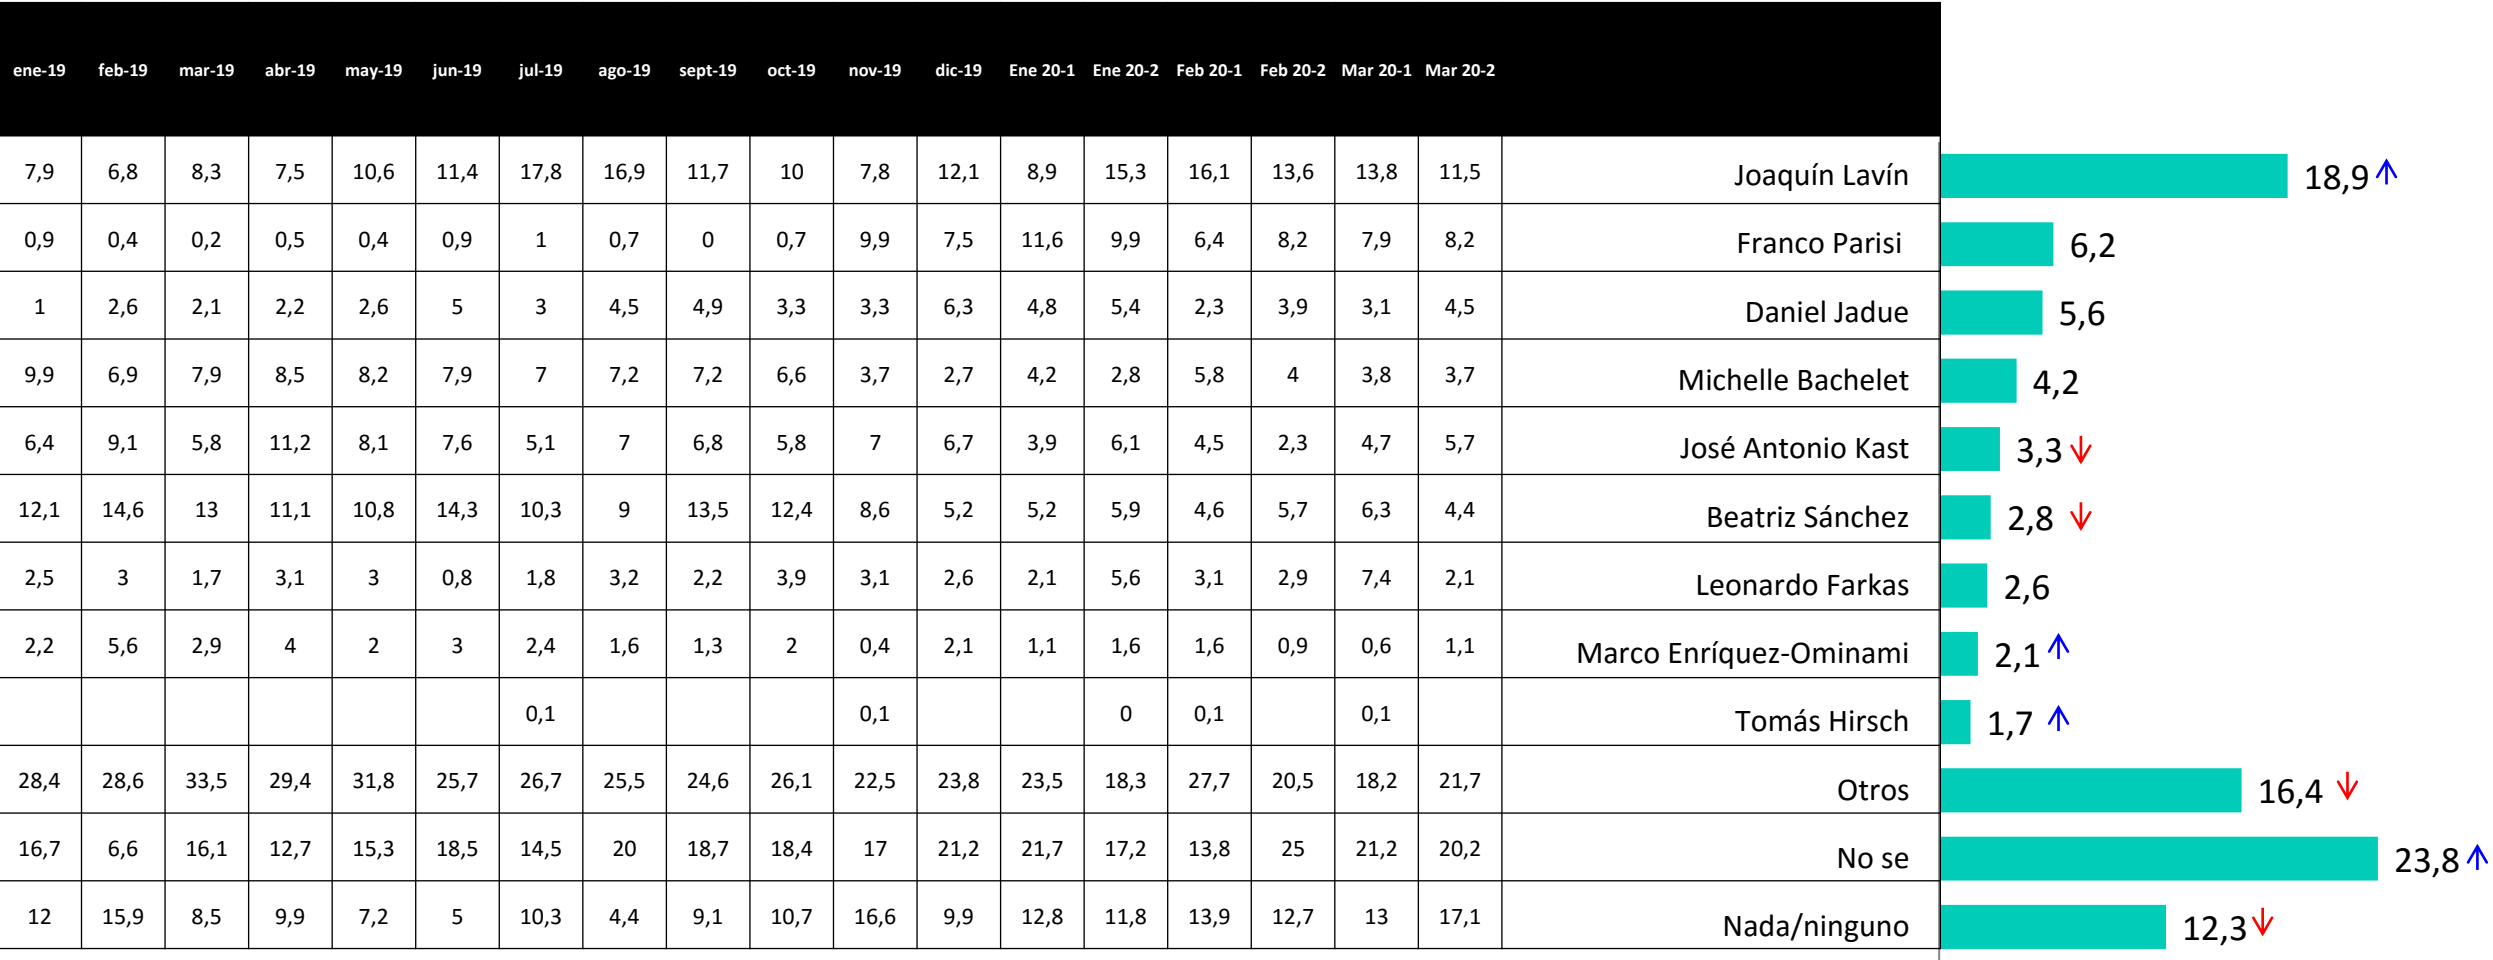 ene-19 feb-19 mar-19 abr-19 may-19 jun-19 jul-19 ago-19 sept-19 oct-19 nov-19 dic-19 Ene 20-1 Ene 20-2 Feb 20-1 Feb 20-2 Mar 20-1 Mar 20-2
7,9 6,8 8,3 7,5 10,6 11,4 17,8 16,9 11,7 10 7,8 12,1 8,9 15,3 16,1 13,6 13,8 11,5 Joaquín Lavín 18,9
0,9 0,4 0,2 0,5 0,4 0,9 1 0,7 0 0,7 9,9 7,5 11,6 9,9 6,4 8,2 7,9 8,2 Franco Parisi 6,2
1 2,6 2,1 2,2 2,6 5 3 4,5 4,9 3,3 3,3 6,3 4,8 5,4 2,3 3,9 3,1 4,5 Daniel Jadue 5,6
9,9 6,9 7,9 8,5 8,2 7,9 7 7,2 7,2 6,6 3,7 2,7 4,2 2,8 5,8 4 3,8 3,7 Michelle Bachelet 4,2
6,4 9,1 5,8 11,2 8,1 7,6 5,1 7 6,8 5,8 7 6,7 3,9 6,1 4,5 2,3 4,7 5,7 José Antonio Kast 3,3
12,1 14,6 13 11,1 10,8 14,3 10,3 9 13,5 12,4 8,6 5,2 5,2 5,9 4,6 5,7 6,3 4,4 Beatriz Sánchez 2,8
2,5 3 1,7 3,1 3 0,8 1,8 3,2 2,2 3,9 3,1 2,6 2,1 5,6 3,1 2,9 7,4 2,1 Leonardo Farkas 2,6
2,2 5,6 2,9 4 2 3 2,4 1,6 1,3 2 0,4 2,1 1,1 1,6 1,6 0,9 0,6 1,1 Marco Enríquez-Ominami 2,1
0,1 0,1 0 0,1 0,1 Tomás Hirsch 1,7
28,4 28,6 33,5 29,4 31,8 25,7 26,7 25,5 24,6 26,1 22,5 23,8 23,5 18,3 27,7 20,5 18,2 21,7 Otros 16,4
16,7 6,6 16,1 12,7 15,3 18,5 14,5 20 18,7 18,4 17 21,2 21,7 17,2 13,8 25 21,2 20,2 No se 23,8
12 15,9 8,5 9,9 7,2 5 10,3 4,4 9,1 10,7 16,6 9,9 12,8 11,8 13,9 12,7 13 17,1 Nada/ninguno 12,3